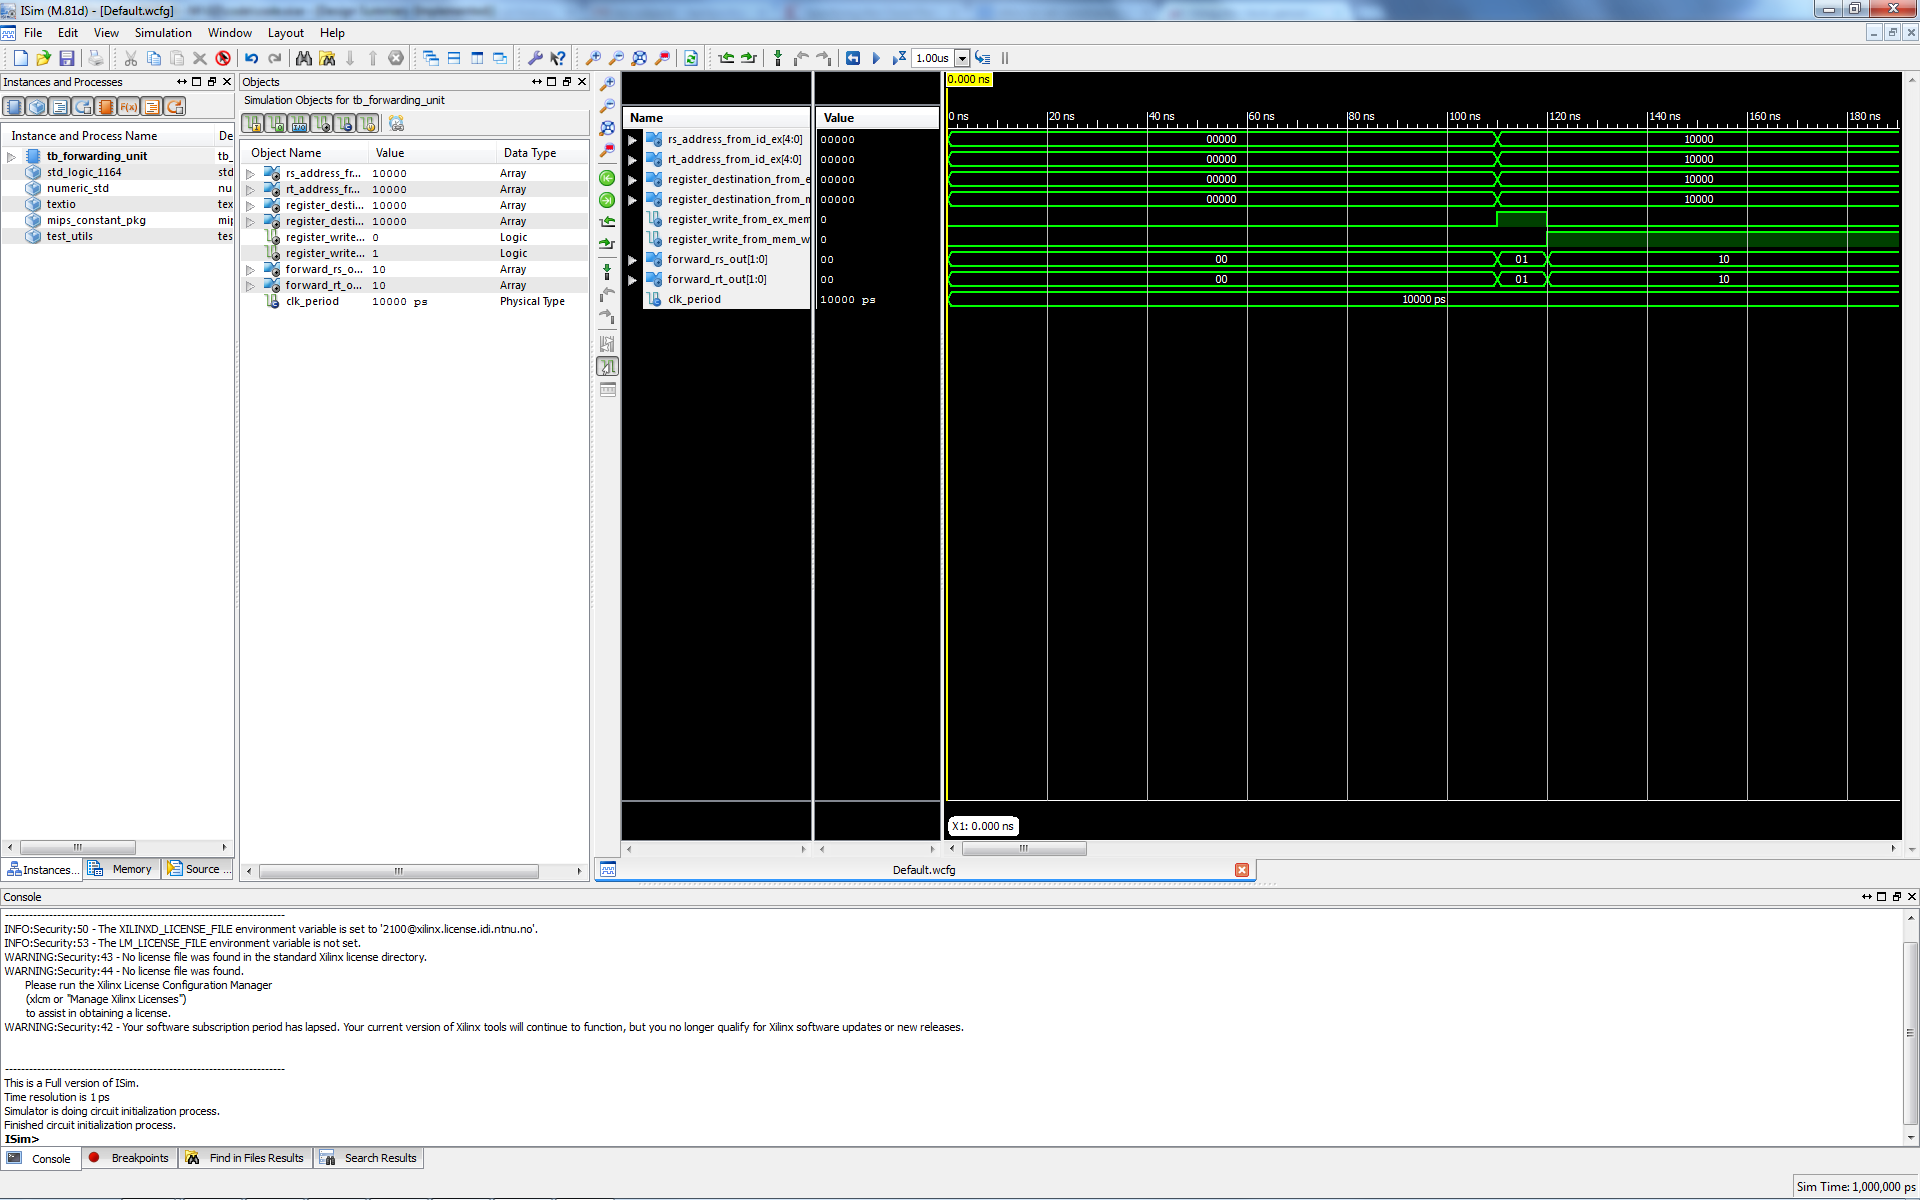 ISim (M.81d) - [Default.wcfg]
File Edit View Simulation Window Layout Help
1.00us
Instances and Processes
Instance and Process Name De
tb_forwarding_unit tb_
std_logic_1164 std
numeric_std nu
textio tex
mips_constant_pkg mip
test_utils tes
Instances... Memory Source ...
Objects
Simulation Objects for tb_forwarding_unit
Object Name Value Data Type
rs_address_fr... 10000 Array
rt_address_fr... 10000 Array
register_desti... 10000 Array
register_desti... 10000 Array
register_write... 0 Logic
register_write... 1 Logic
forward_rs_o... 10 Array
forward_rt_o... 10 Array
clk_period 10000 ps Physical Type
Name Value
rs_address_from_id_ex[4:0] 00000
rt_address_from_id_ex[4:0] 00000
register_destination_from_e 00000
register_destination_from_m 00000
register_write_from_ex_mem 0
register_write_from_mem_w 0
forward_rs_out[1:0] 00
forward_rt_out[1:0] 00
clk_period 10000 ps
0.000 ns
0 ns 20 ns 40 ns 60 ns 80 ns 100 ns 120 ns 140 ns 160 ns 180 ns
00000 10000
00000 10000
00000 10000
00000 10000
00 01 10
00 01 10
10000 ps
X1: 0.000 ns
Default.wcfg
Console
INFO:Security:50 - The XILINXD_LICENSE_FILE environment variable is set to '2100@xilinx.license.idi.ntnu.no'.
INFO:Security:53 - The LM_LICENSE_FILE environment variable is not set.
WARNING:Security:43 - No license file was found in the standard Xilinx license directory.
WARNING:Security:44 - No license file was found.
Please run the Xilinx License Configuration Manager
(xlcm or "Manage Xilinx Licenses")
to assist in obtaining a license.
WARNING:Security:42 - Your software subscription period has lapsed. Your current version of Xilinx tools will continue to function, but you no longer qualify for Xilinx software updates or new releases.
----------------------------------------------------------------------
This is a Full version of ISim.
Time resolution is 1 ps
Simulator is doing circuit initialization process.
Finished circuit initialization process.
ISim>
Console Breakpoints Find in Files Results Search Results
Sim Time: 1,000,000 ps